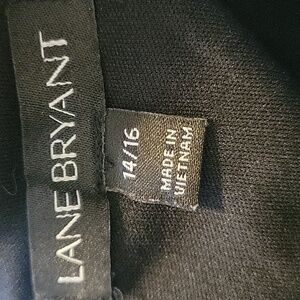 LANE BRYANT
14/16
MADE IN
VIETNAM